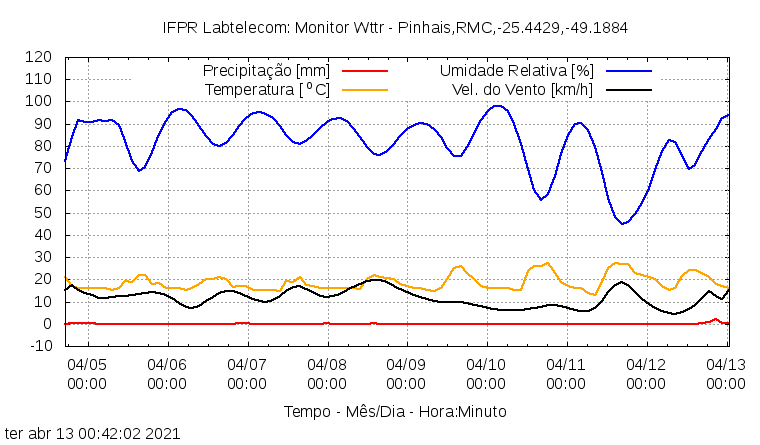 IFPR Labtelecom: Monitor Wttr - Pinhais,RMC,-25.4429,-49.1884
120
110
100
90
80
70
60
50
40
30
20
10
0
-10
Precipitação [mm]
Temperatura [⁰C]
Umidade Relativa [%]
Vel. do Vento [km/h]
04/05 04/06 04/07 04/08 04/09 04/10 04/11 04/12 04/13
00:00 00:00 00:00 00:00 00:00 00:00 00:00 00:00 00:00
Tempo - Mês/Dia - Hora:Minuto
ter abr 13 00:42:02 2021